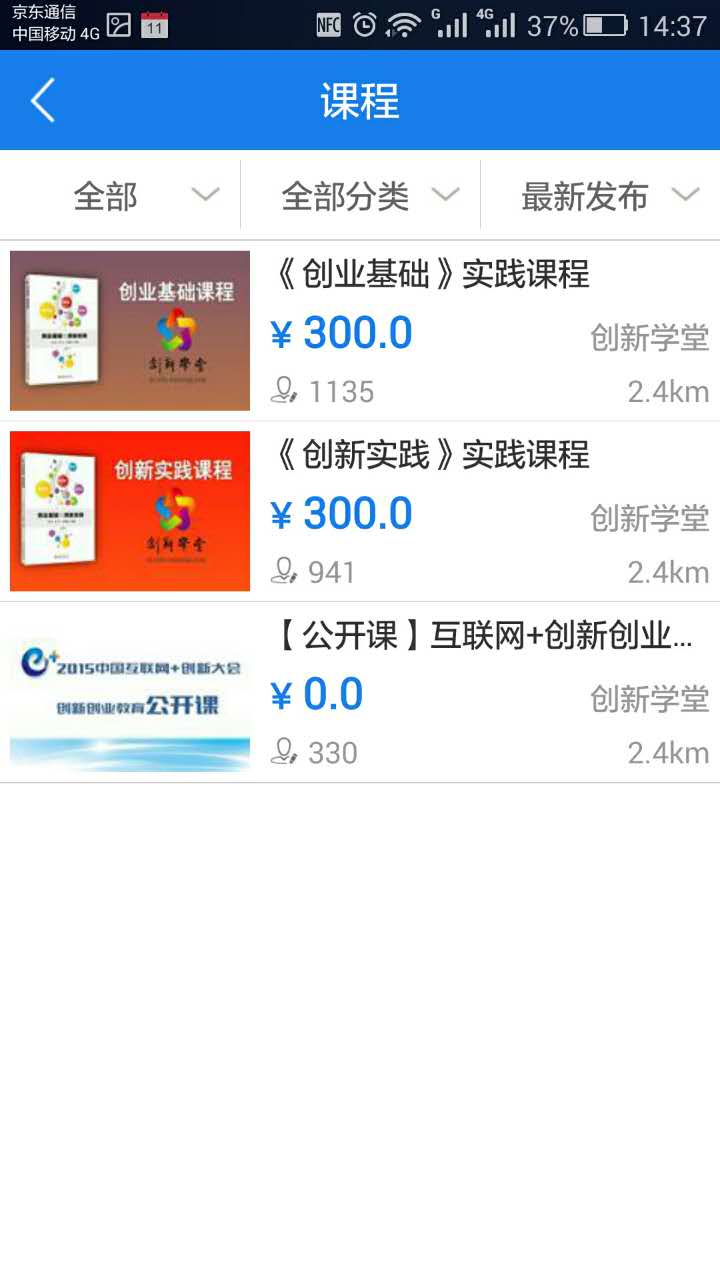 京东通信
中国移动 4G
11
NFC
G
4G
37%
14:37
课程
全部
全部分类
最新发布
创业基础课程
创新学堂
《创业基础》实践课程
¥ 300.0
创新学堂
1135
2.4km
创新实践课程
创新学堂
《创新实践》实践课程
¥ 300.0
创新学堂
941
2.4km
2015中国互联网+创新大会
创新创业教育公开课
【公开课】互联网+创新创业...
¥ 0.0
创新学堂
330
2.4km